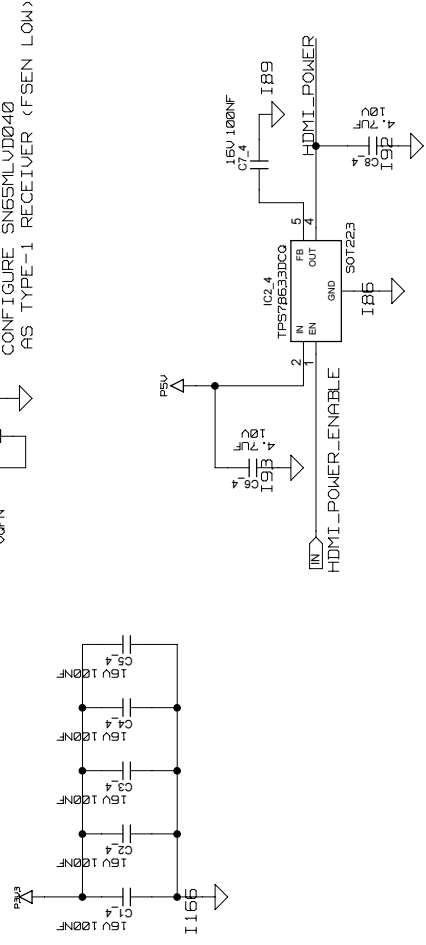 CONFIGURE SN65MLVD040
AS TYPE-1 RECEIVER (FSEN LOW)
I89
16V 100NF
C7_4
HDMI_POWER
4.7UF
10V
C8_4
I92
5
4
FB
OUT
IC2_4
TPS78633DCQ
SOT223
GND
IN
EN
I86
2
1
P5V
4.7UF
10V
C6_4
I93
IN
HDMI_POWER_ENABLE
P3V3
16V 100NF
C5_4
16V 100NF
C4_4
16V 100NF
C3_4
16V 100NF
C2_4
16V 100NF
C1_4
I166